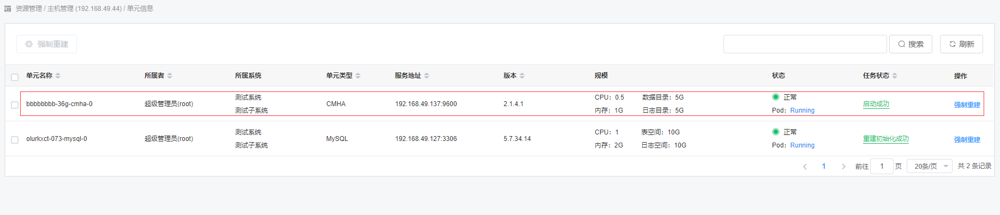 资源管理 / 主机管理 (192.168.49.44) / 单元信息
强制重建 搜索 刷新
单元名称 所属者 所属系统 单元类型 服务地址 版本 规模 状态 任务状态 操作
bbbbbbbb-36g-cmha-0 超级管理员(root) 测试系统 测试子系统 CMHA 192.168.49.137:9600 2.1.4.1 CPU: 0.5 数据目录: 5G 内存: 1G 日志目录: 5G 正常 Pod: Running 启动成功 强制重建
olurkxct-073-mysql-0 超级管理员(root) 测试系统 测试子系统 MySQL 192.168.49.127:3306 5.7.34.14 CPU: 1 表空间: 10G 内存: 2G 日志空间: 10G 正常 Pod: Running 重建初始化成功 强制重建
1 前往 1 页 20条/页 共 2 条记录